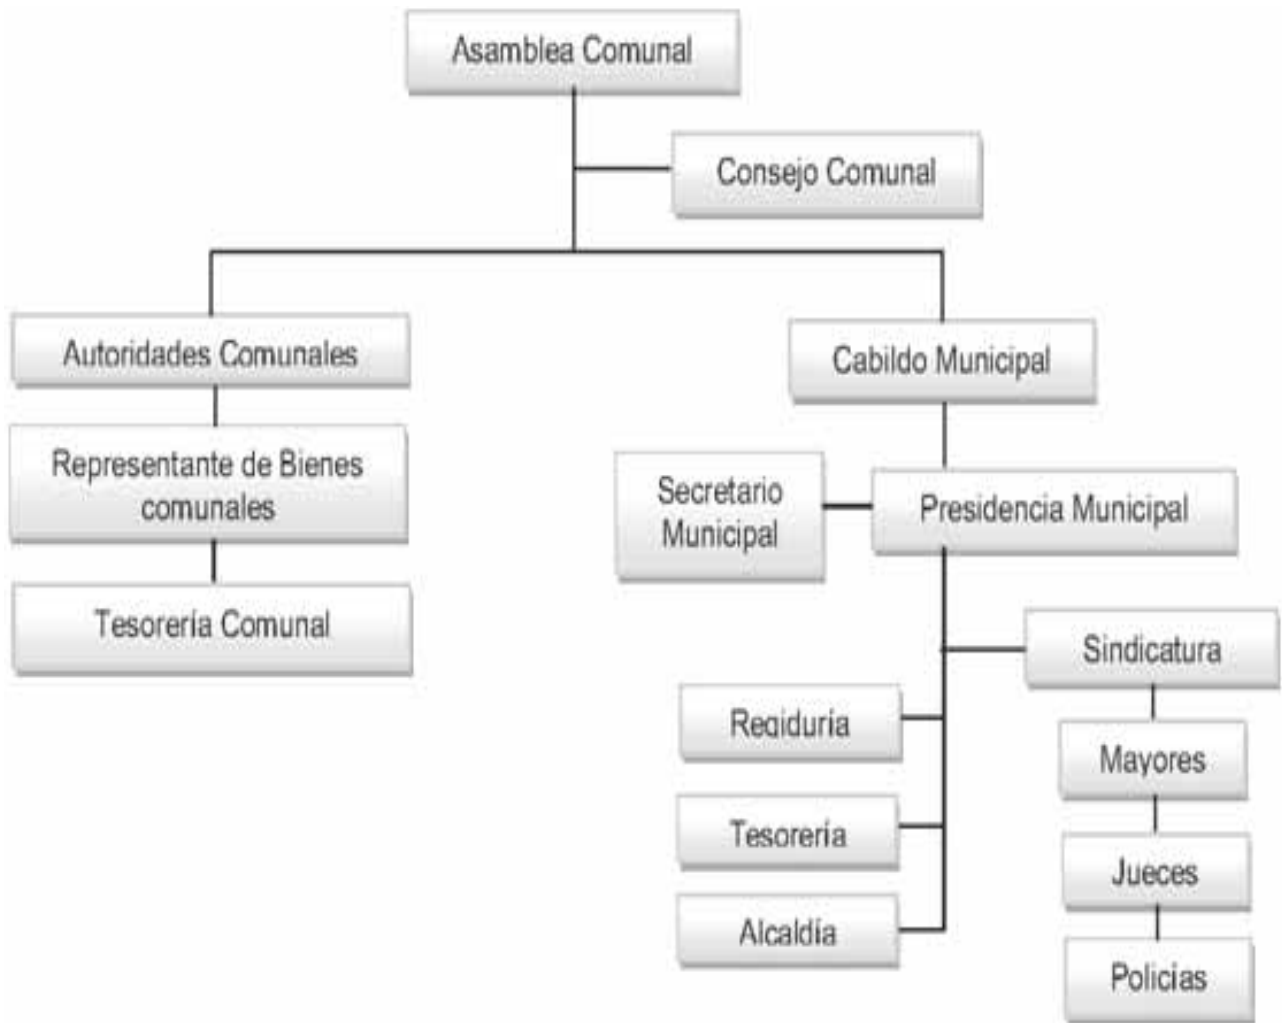 Asamblea Comunal
Consejo Comunal
Autoridades Comunales
Cabildo Municipal
Representante de Bienes
comunales
Secretario
Municipal
Presidencia Municipal
Tesorería Comunal
Sindicatura
Regiduría
Mayores
Tesorería
Jueces
Alcaldía
Policias